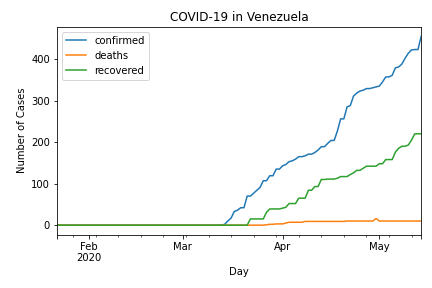 COVID-19 in Venezuela
confirmed
deaths
recovered
400
300
200
100
0
Number of Cases
Feb
2020
Mar
Apr
May
Day